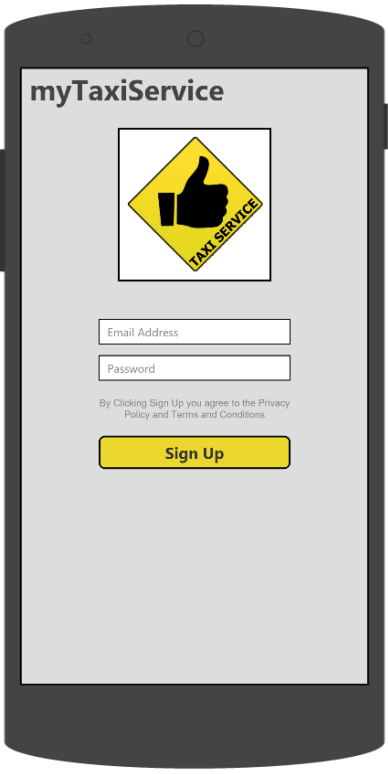 myTaxiService
TAXI SERVICE
Email Address
Password
By Clicking Sign Up you agree to the Privacy
Policy and Terms and Conditions
Sign Up